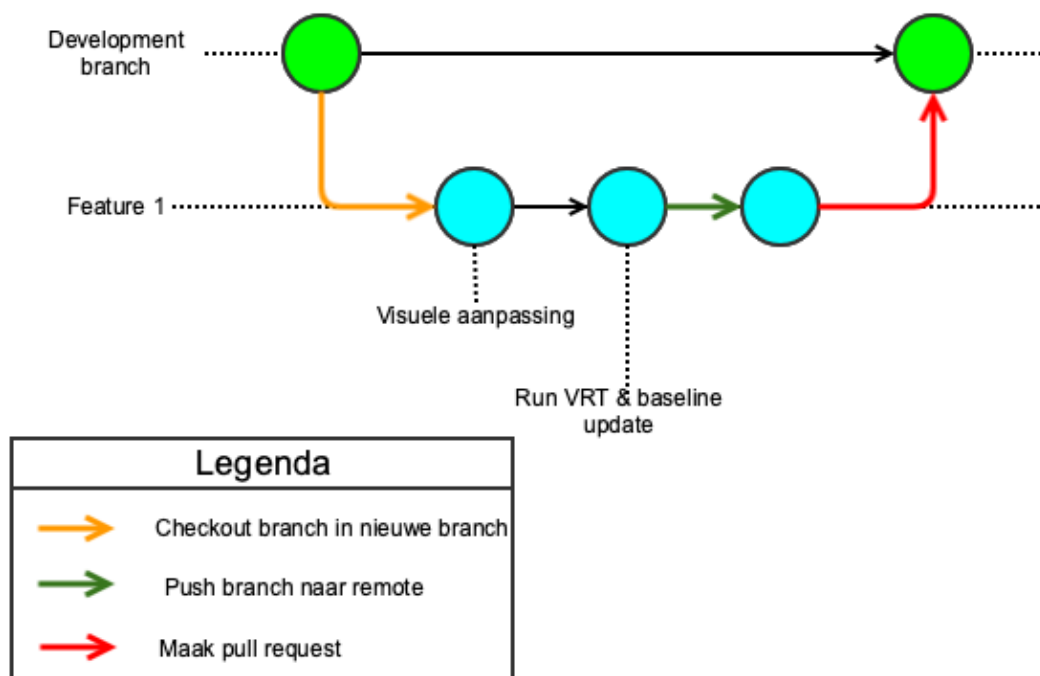 Development
branch
Feature 1
Visuele aanpassing
Run VRT & baseline
update
Legenda
Checkout branch in nieuwe branch
Push branch naar remote
Maak pull request